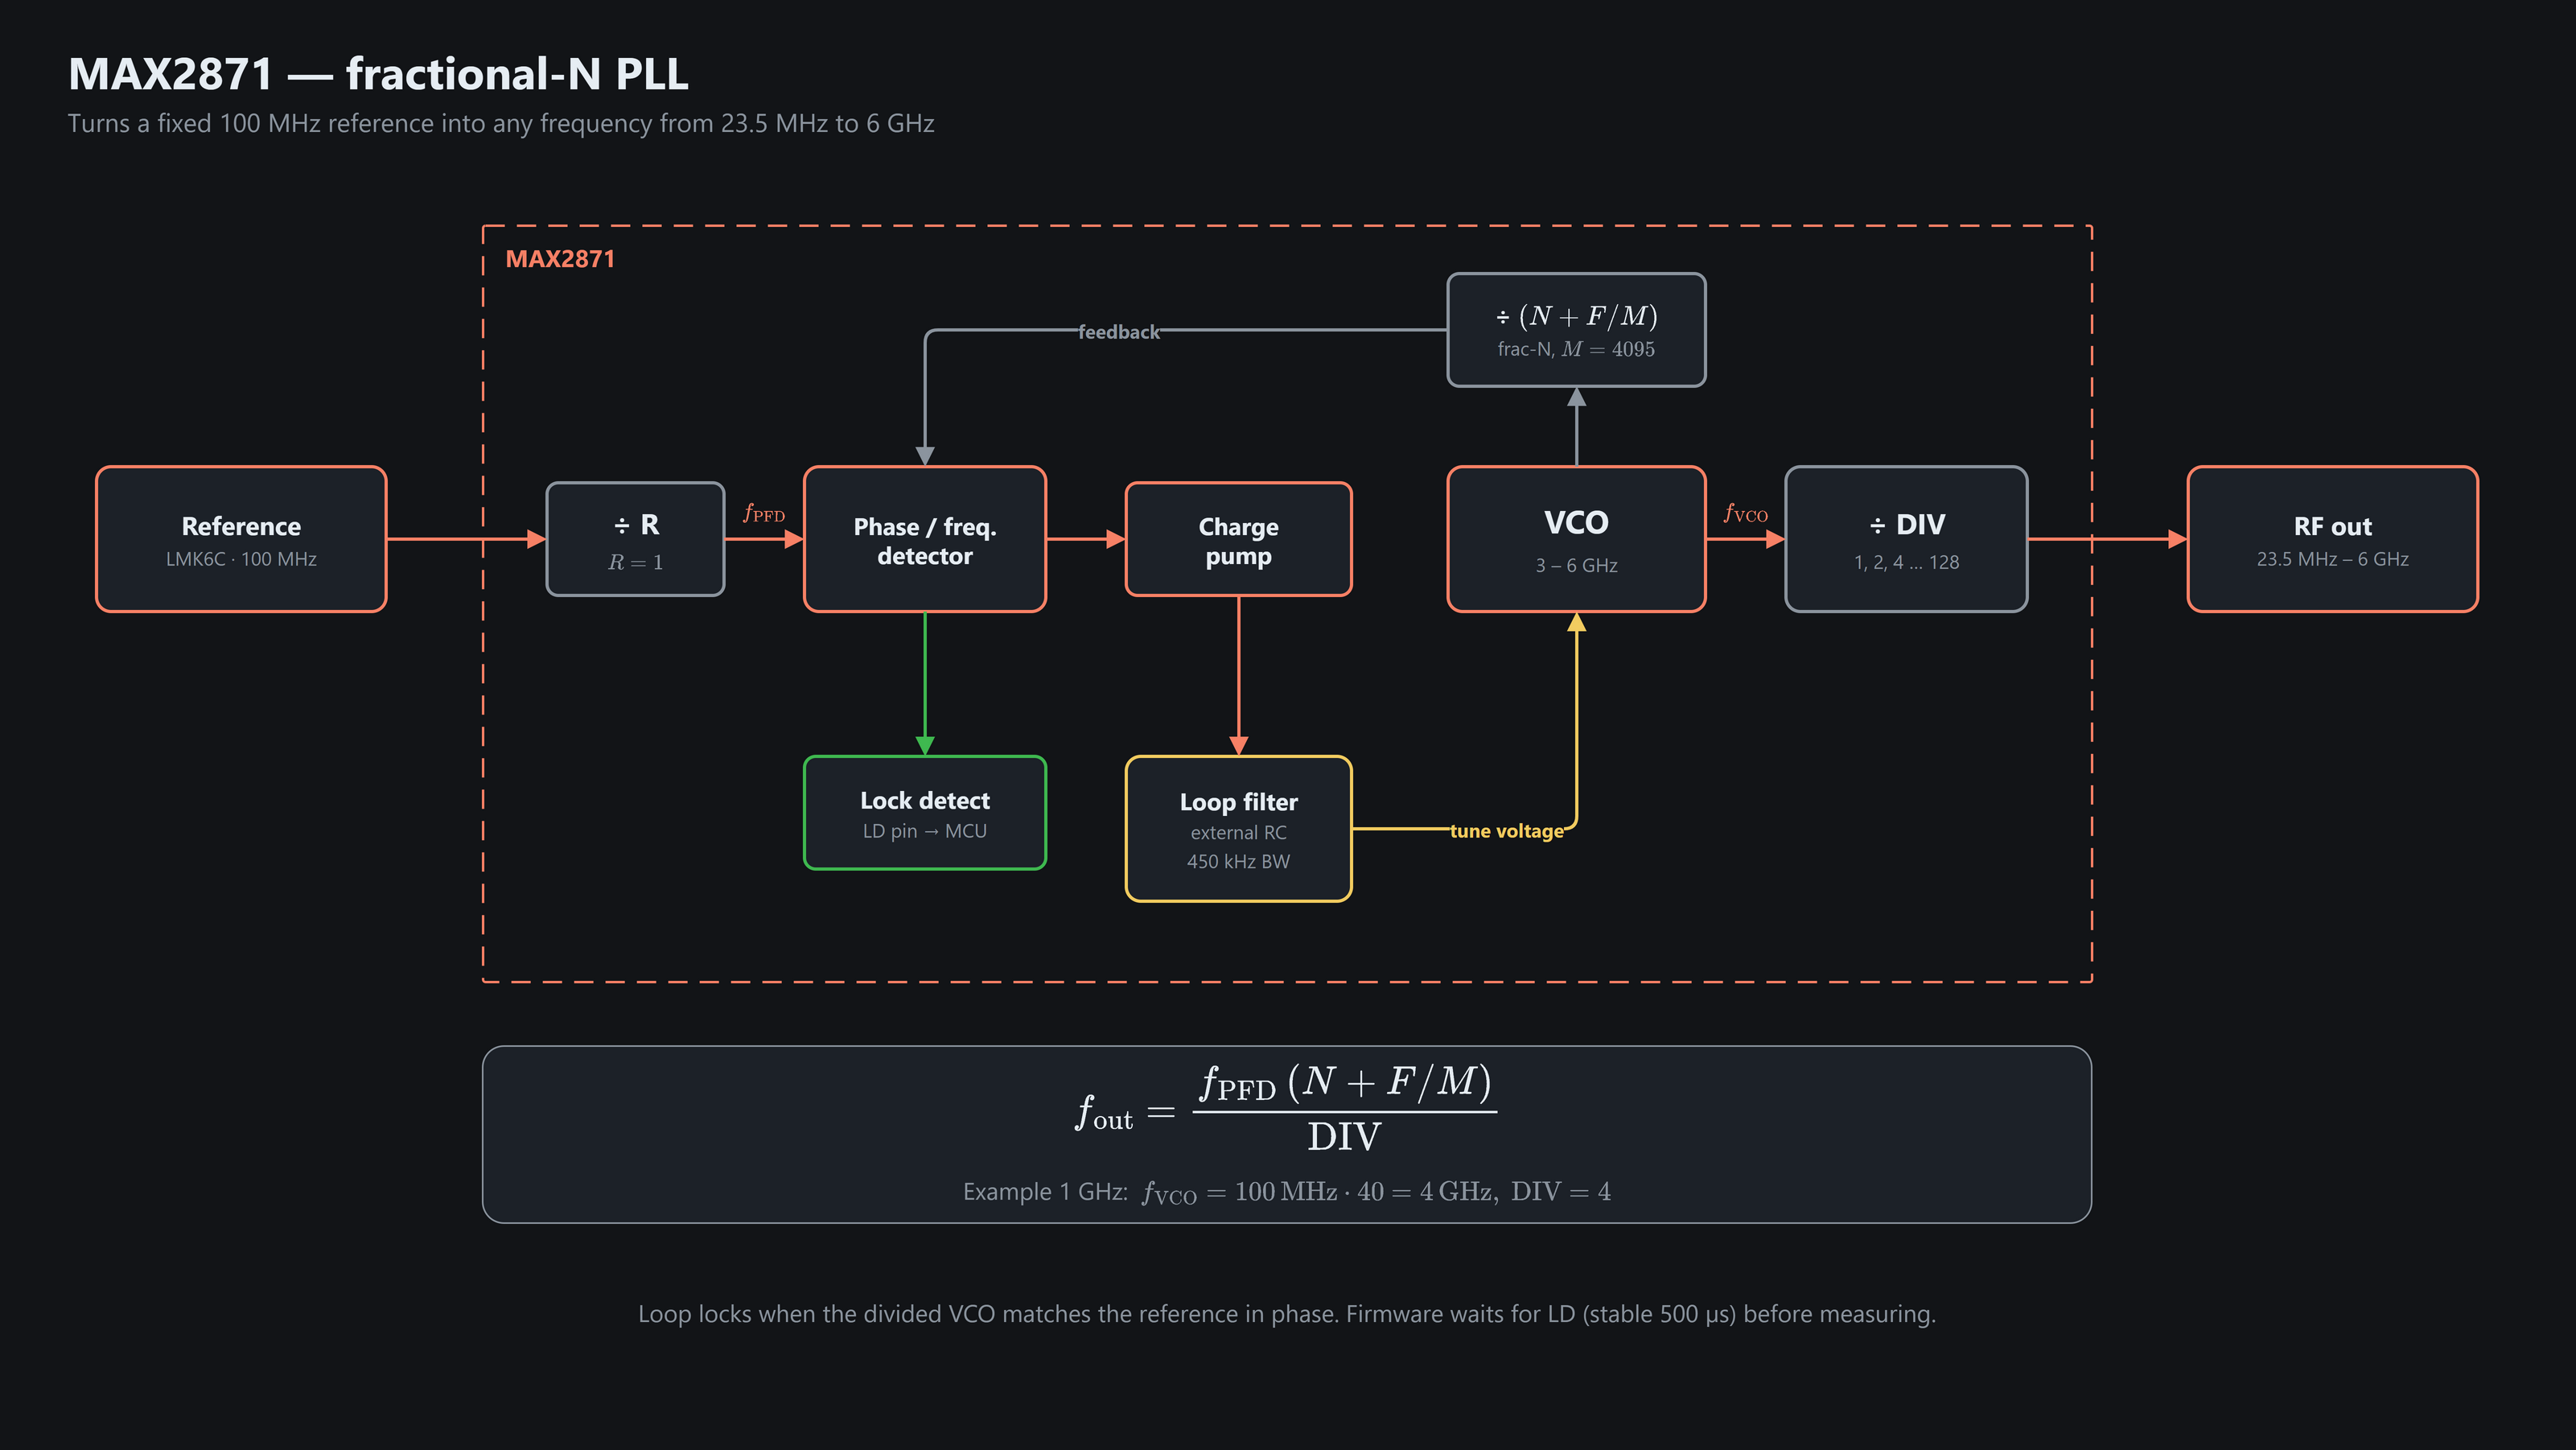 MAX2871 — fractional-N PLL
Turns a fixed 100 MHz reference into any frequency from 23.5 MHz to 6 GHz
MAX2871
÷ (N + F/M)
frac-N, M = 4095
feedback
Reference
LMK6C · 100 MHz
÷ R
R = 1
fPFD
Phase / freq.
detector
Charge
pump
VCO
3 – 6 GHz
fVCO
÷ DIV
1, 2, 4 ... 128
RF out
23.5 MHz – 6 GHz
Lock detect
LD pin → MCU
Loop filter
external RC
450 kHz BW
tune voltage
fout = fPFD (N + F/M) / DIV
Example 1 GHz: fVCO = 100 MHz · 40 = 4 GHz, DIV = 4
Loop locks when the divided VCO matches the reference in phase. Firmware waits for LD (stable 500 µs) before measuring.